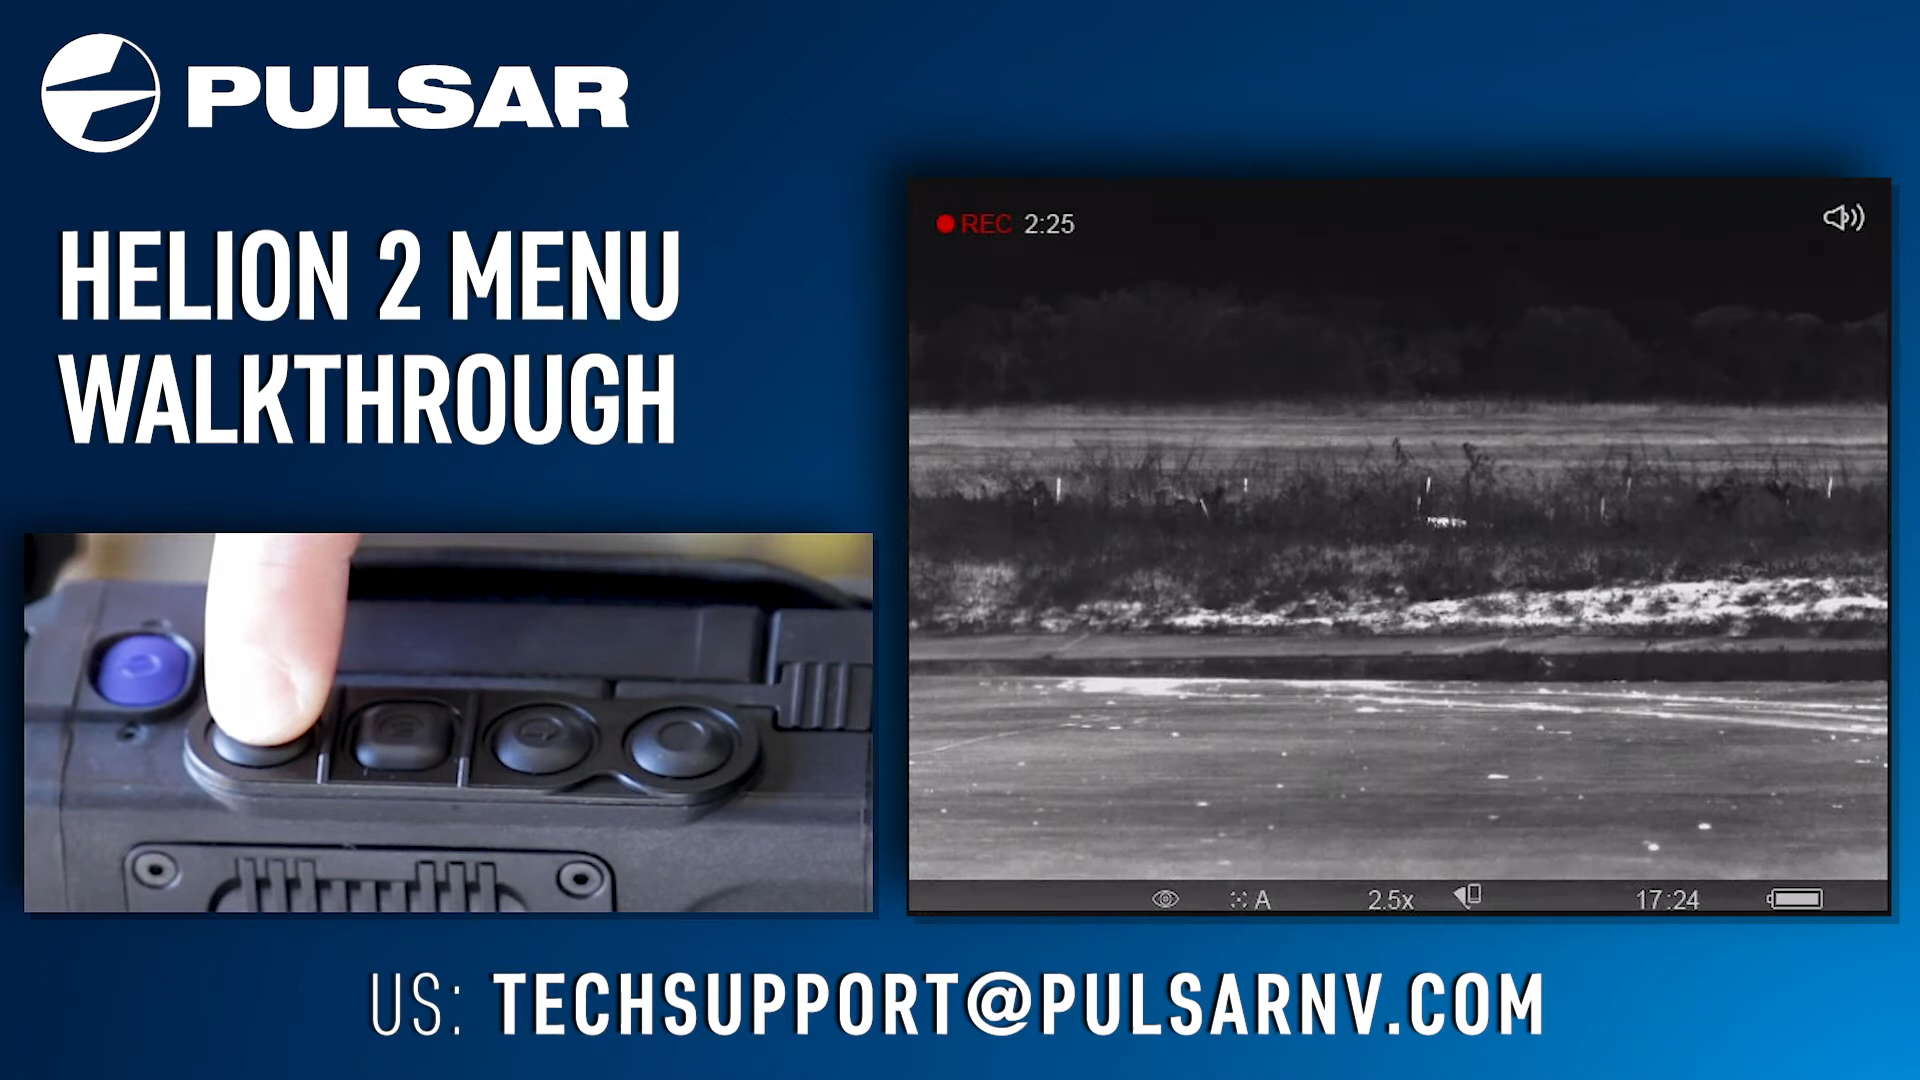 PULSAR
HELION 2 MENU
WALKTHROUGH
REC 2:25
A
2.5x
17:24
US: TECHSUPPORT@PULSARNV.COM